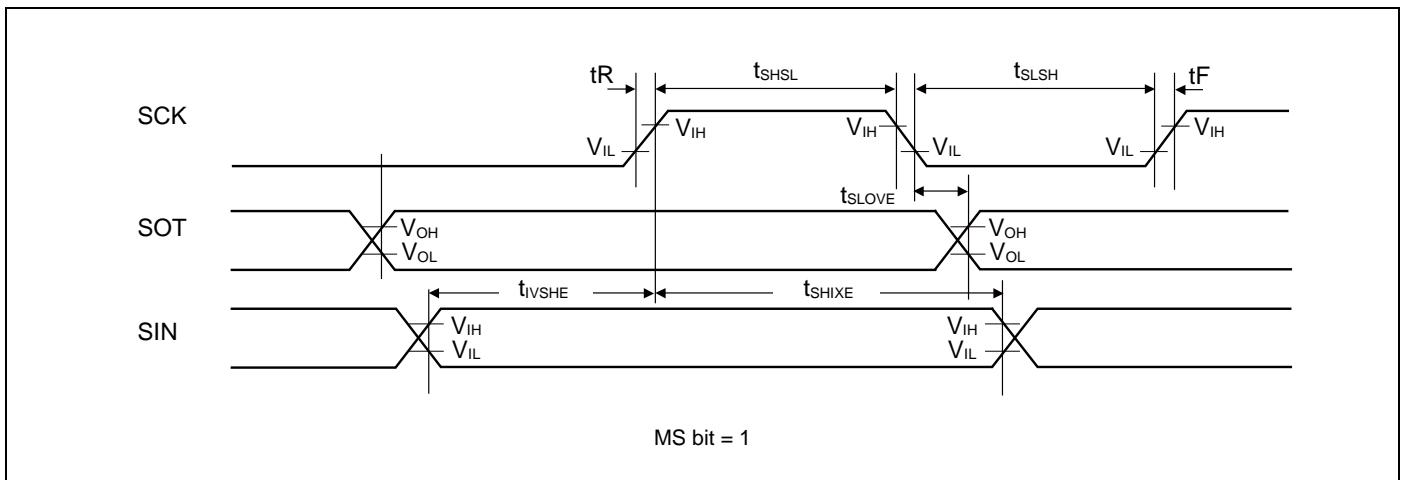 tR tSHSL tSLSH tF
SCK
VIH VIH VIH
VIL VIL VIL
tSLOVE
SOT
VOH VOH
VOL VOL
tIVSHE tSHIXE
SIN
VIH VIH
VIL VIL
MS bit = 1